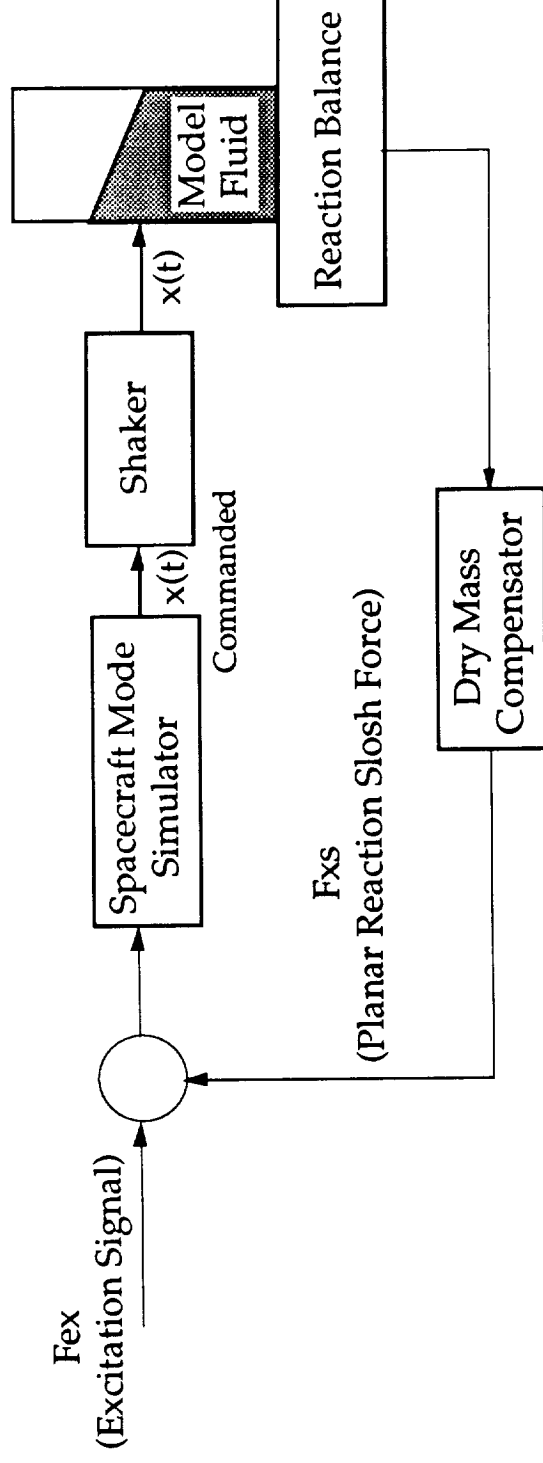 Fex
(Excitation Signal)
Spacecraft Mode
Simulator
x(t)
Commanded
Shaker
x(t)
Model
Fluid
Reaction Balance
Dry Mass
Compensator
Fxs
(Planar Reaction Slosh Force)